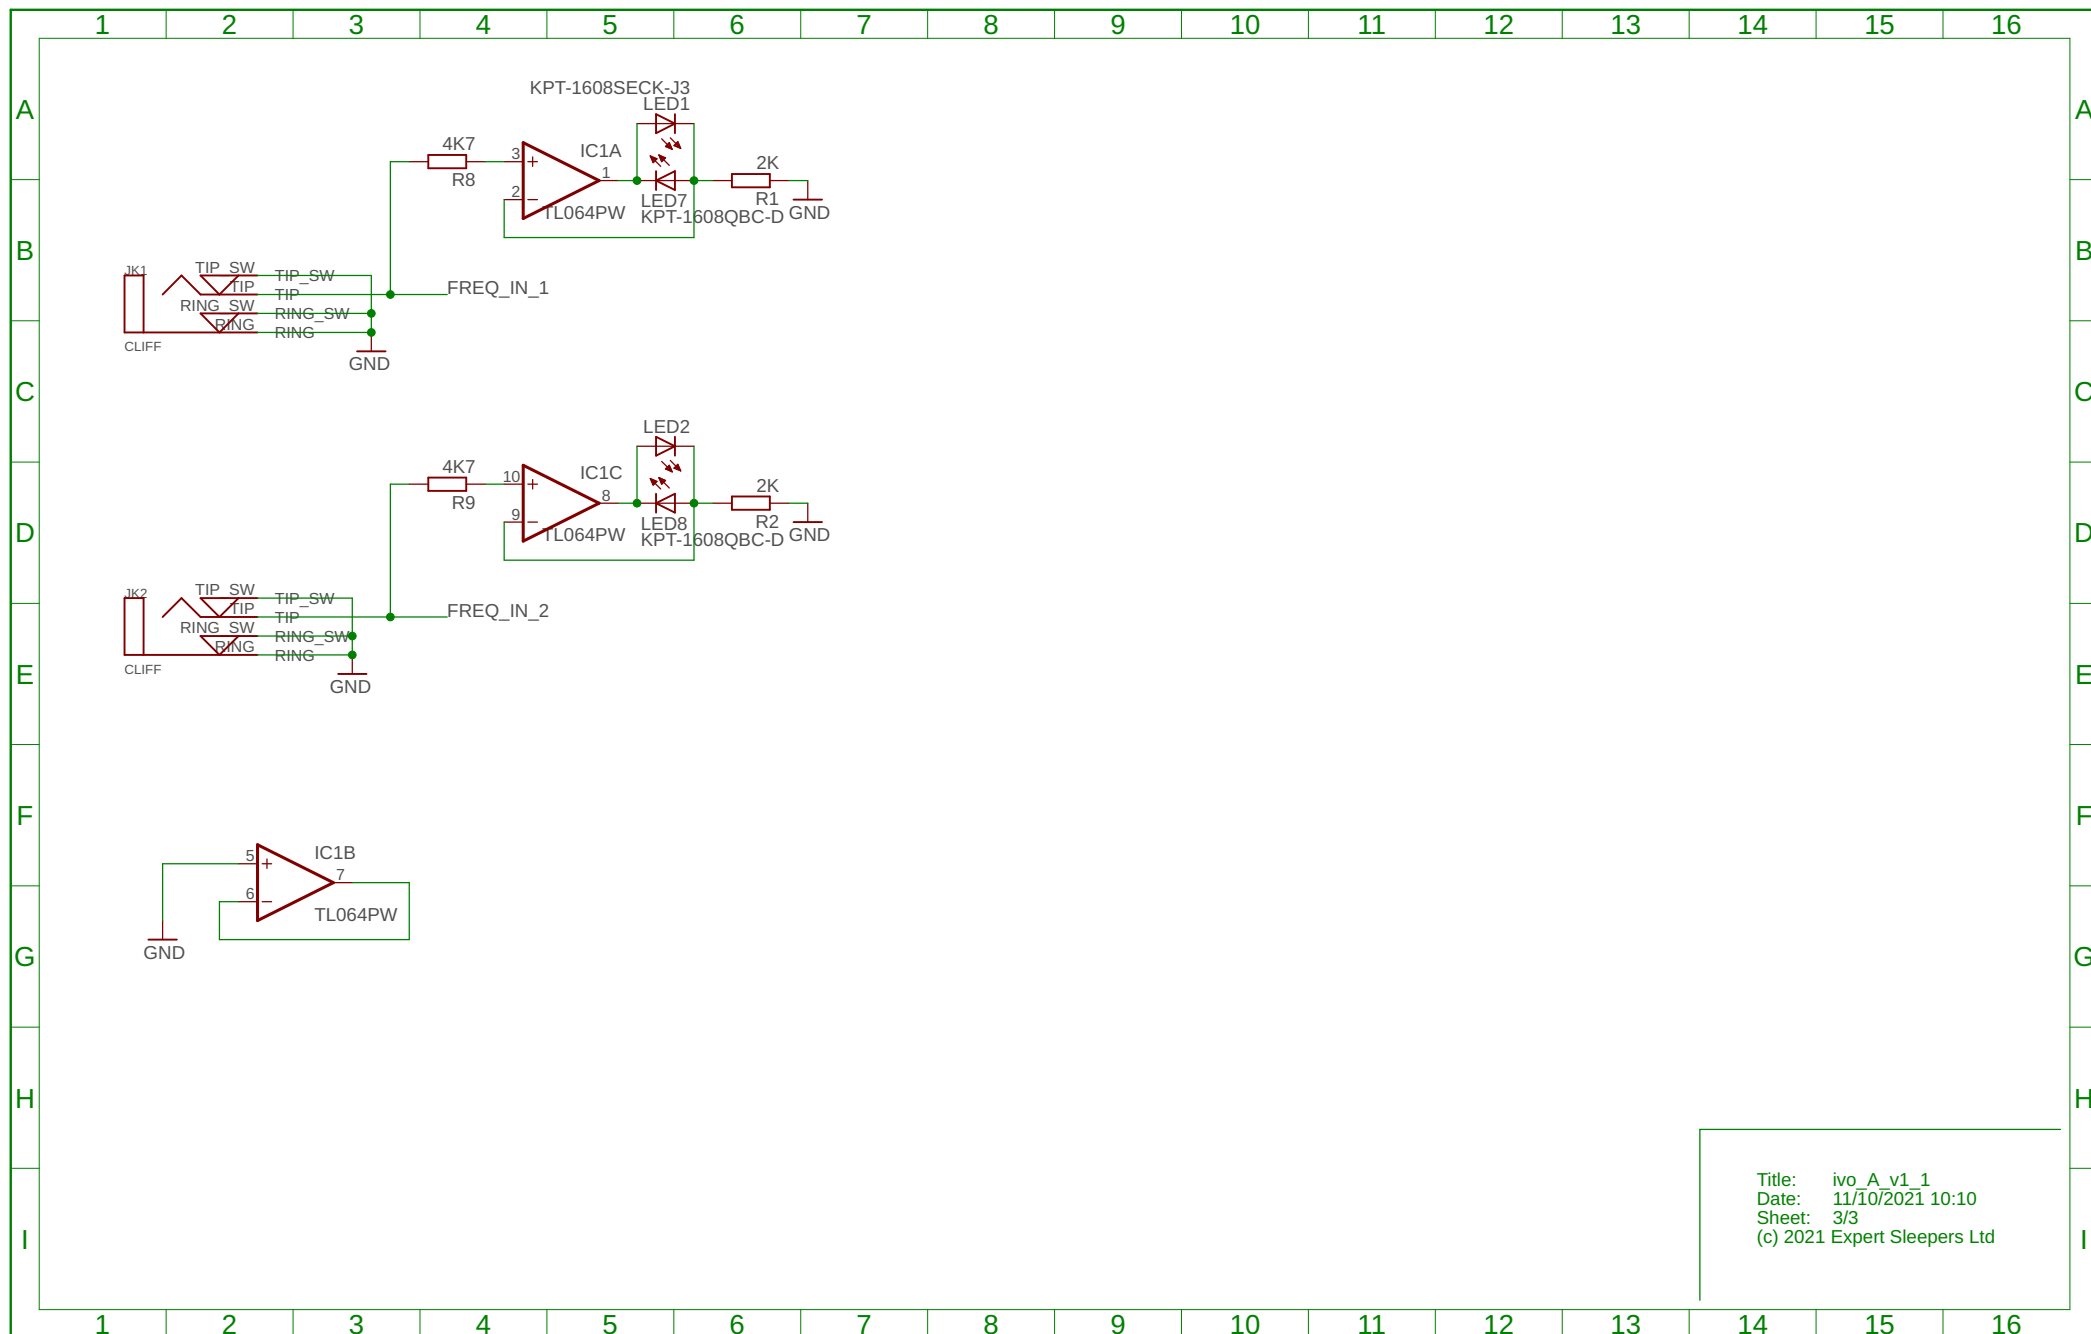 1 2 3 4 5 6 7 8 9 10 11 12 13 14 15 16
A A
KPT-1608SECK-J3
LED1
4K7
R8
3
2
+
−
IC1A
1
TL064PW
LED7
KPT-1608QBC-D
2K
R1
GND
B B
JK1
TIP_SW
TIP
RING_SW
RING
TIP_SW
TIP
RING_SW
RING
CLIFF
FREQ_IN_1
GND
C C
LED2
4K7
R9
10
9
+
−
IC1C
8
TL064PW
LED8
KPT-1608QBC-D
2K
R2
GND
D D
JK2
TIP_SW
TIP
RING_SW
RING
TIP_SW
TIP
RING_SW
RING
CLIFF
FREQ_IN_2
GND
E E
F F
5
6
+
−
IC1B
7
TL064PW
GND
G G
H H
Title: ivo_A_v1_1
Date: 11/10/2021 10:10
Sheet: 3/3
(c) 2021 Expert Sleepers Ltd
I I
1 2 3 4 5 6 7 8 9 10 11 12 13 14 15 16